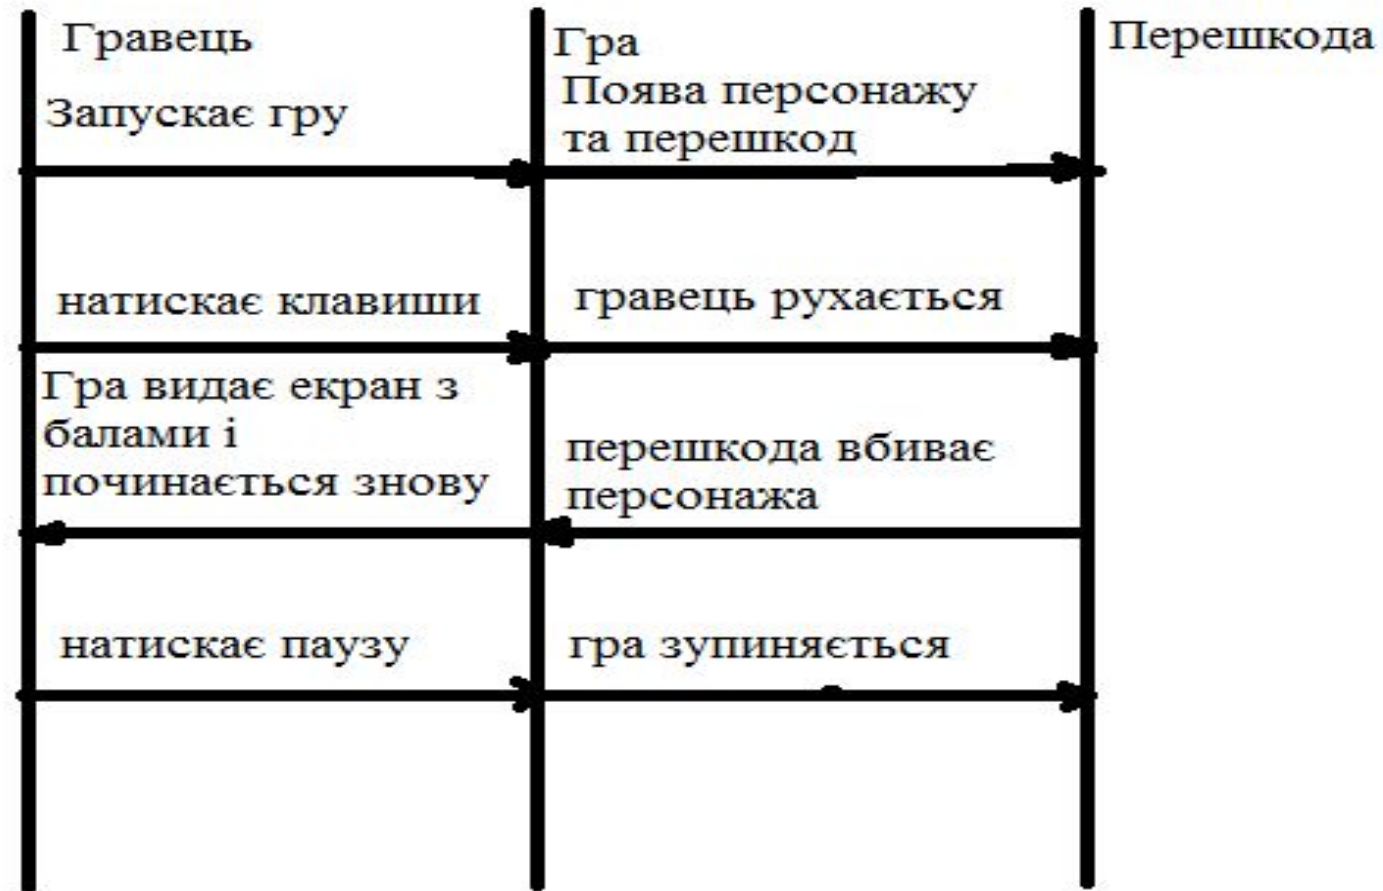 Гравець
Гра
Перешкода
Запускає гру
Поява персонажу
та перешкод
натискає клавиши
гравець рухається
Гра видає екран з
балами і
починається знову
перешкода вбиває
персонажа
натискає паузу
гра зупиняється